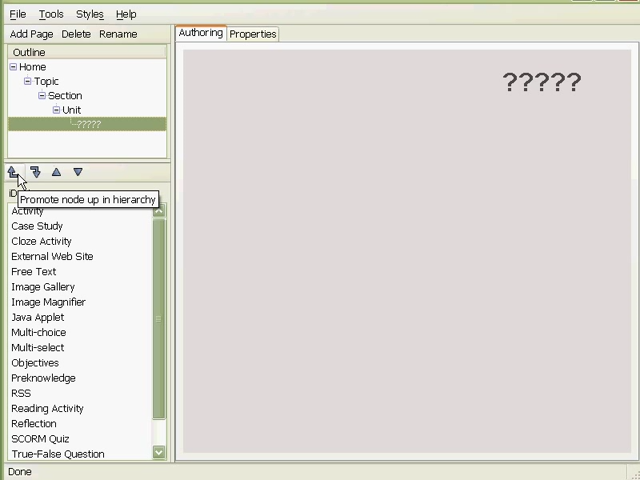 File Tools Styles Help
Add Page Delete Rename
Authoring Properties
Outline
Home
Topic
Section
Unit
?????
?????
Promote node up in hierarchy
Activity
Case Study
Cloze Activity
External Web Site
Free Text
Image Gallery
Image Magnifier
Java Applet
Multi-choice
Multi-select
Objectives
Preknowledge
RSS
Reading Activity
Reflection
SCORM Quiz
True-False Question
Done